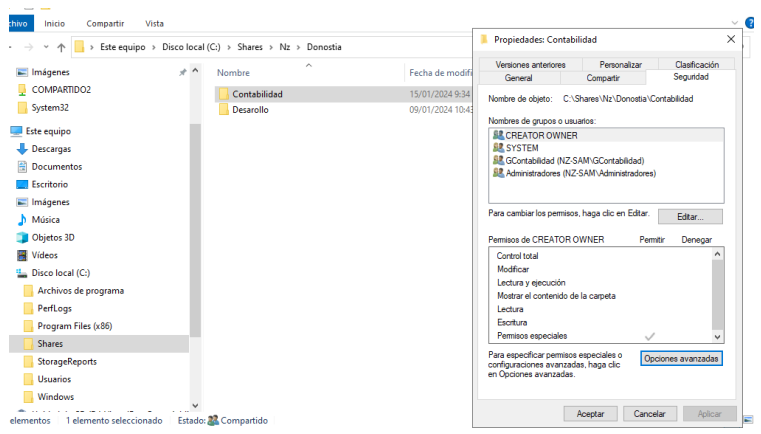 Inicio Compartir Vista
Este equipo > Disco local (C:) > Shares > Nz > Donostia
Imágenes
COMPARTIDO2
System32
Este equipo
Descargas
Documentos
Escritorio
Imágenes
Música
Objetos 3D
Vídeos
Disco local (C:)
Archivos de programa
PerfLogs
Program Files (x86)
Shares
StorageReports
Usuarios
Windows
Nombre Fecha de modifi
Contabilidad 15/01/2024 9:34
Desarollo 09/01/2024 10:43
elementos 1 elemento seleccionado Estado: Compartido
Propiedades: Contabilidad
Versiones anteriores Personalizar Clasificación
General Compartir Seguridad
Nombre de objeto: C:\Shares\Nz\Donostia\Contabilidad
Nombres de grupos o usuarios:
CREATOR OWNER
SYSTEM
GContabilidad (NZ-SAM\GContabilidad)
Administradores (NZ-SAM\Administradores)
Para cambiar los permisos, haga clic en Editar. Editar...
Permisos de CREATOR OWNER Permitir Denegar
Control total
Modificar
Lectura y ejecución
Mostrar el contenido de la carpeta
Lectura
Escritura
Permisos especiales
Para especificar permisos especiales o
configuraciones avanzadas, haga clic
en Opciones avanzadas.
Opciones avanzadas
Aceptar Cancelar Aplicar